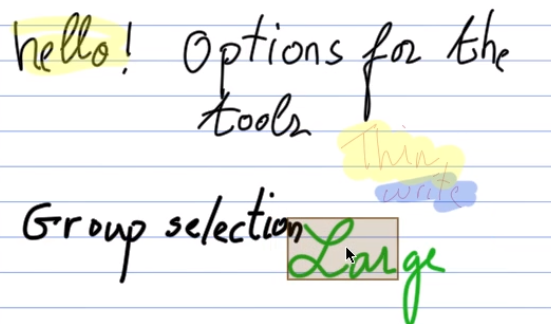 hello! Options for the
tools
Thin,
write
Group selection Large